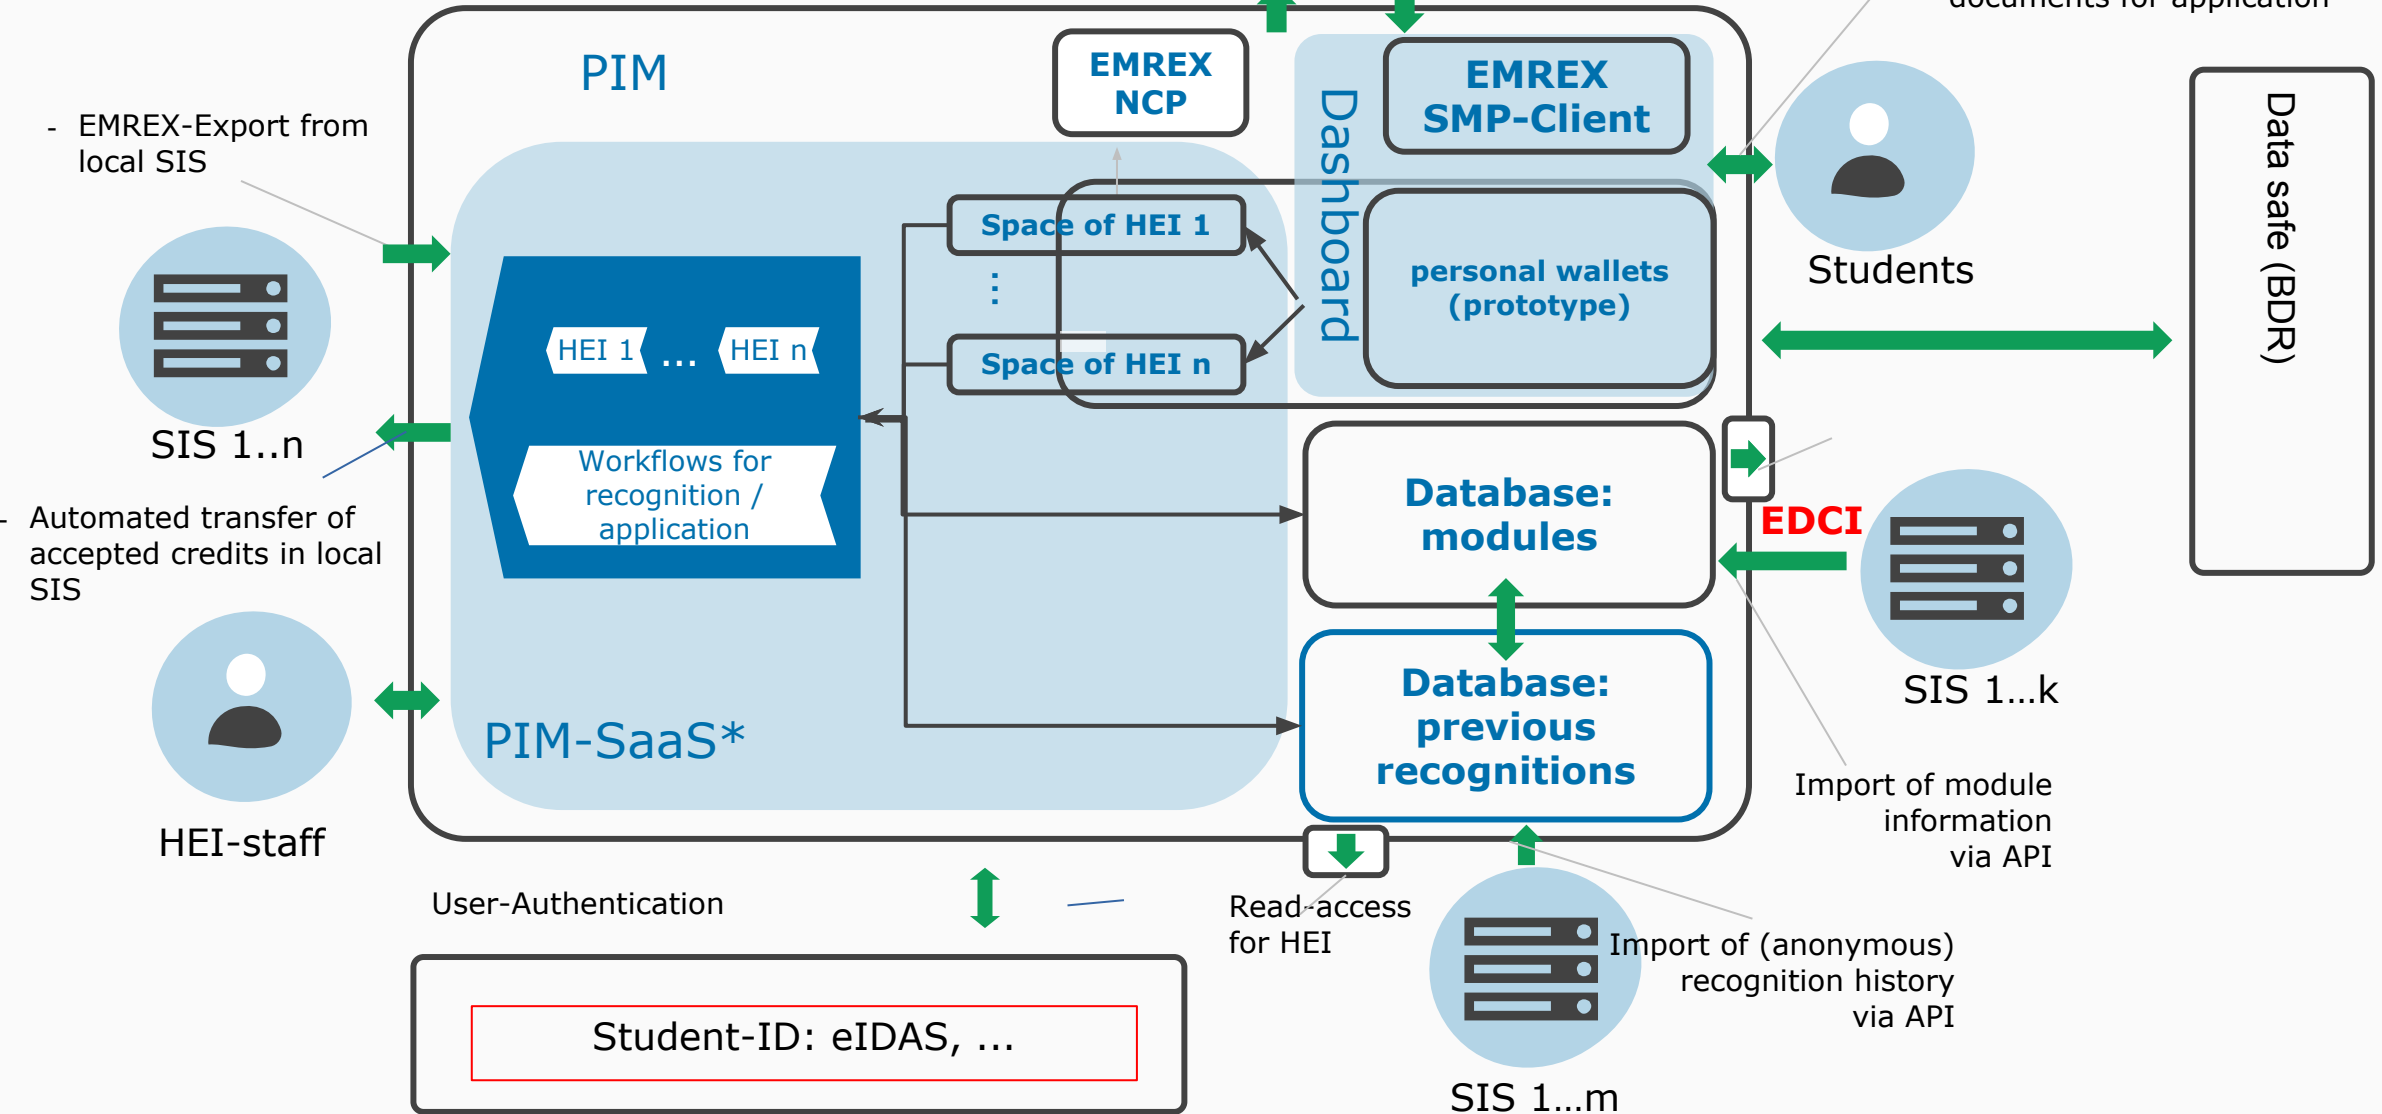 documents for application
PIM
EMREX
NCP
EMREX
SMP-Client
Dashboard
Data safe (BDR)
- EMREX-Export from
local SIS
Space of HEI 1
...
Space of HEI n
personal wallets
(prototype)
Students
HEI 1 ... HEI n
SIS 1..n
Workflows for
recognition /
application
Database:
modules
EDCI
- Automated transfer of
accepted credits in local
SIS
SIS 1...k
Database:
previous
recognitions
PIM-SaaS*
HEI-staff
Import of module
information
via API
User-Authentication
Read-access
for HEI
Import of (anonymous)
recognition history
via API
Student-ID: eIDAS, ...
SIS 1...m